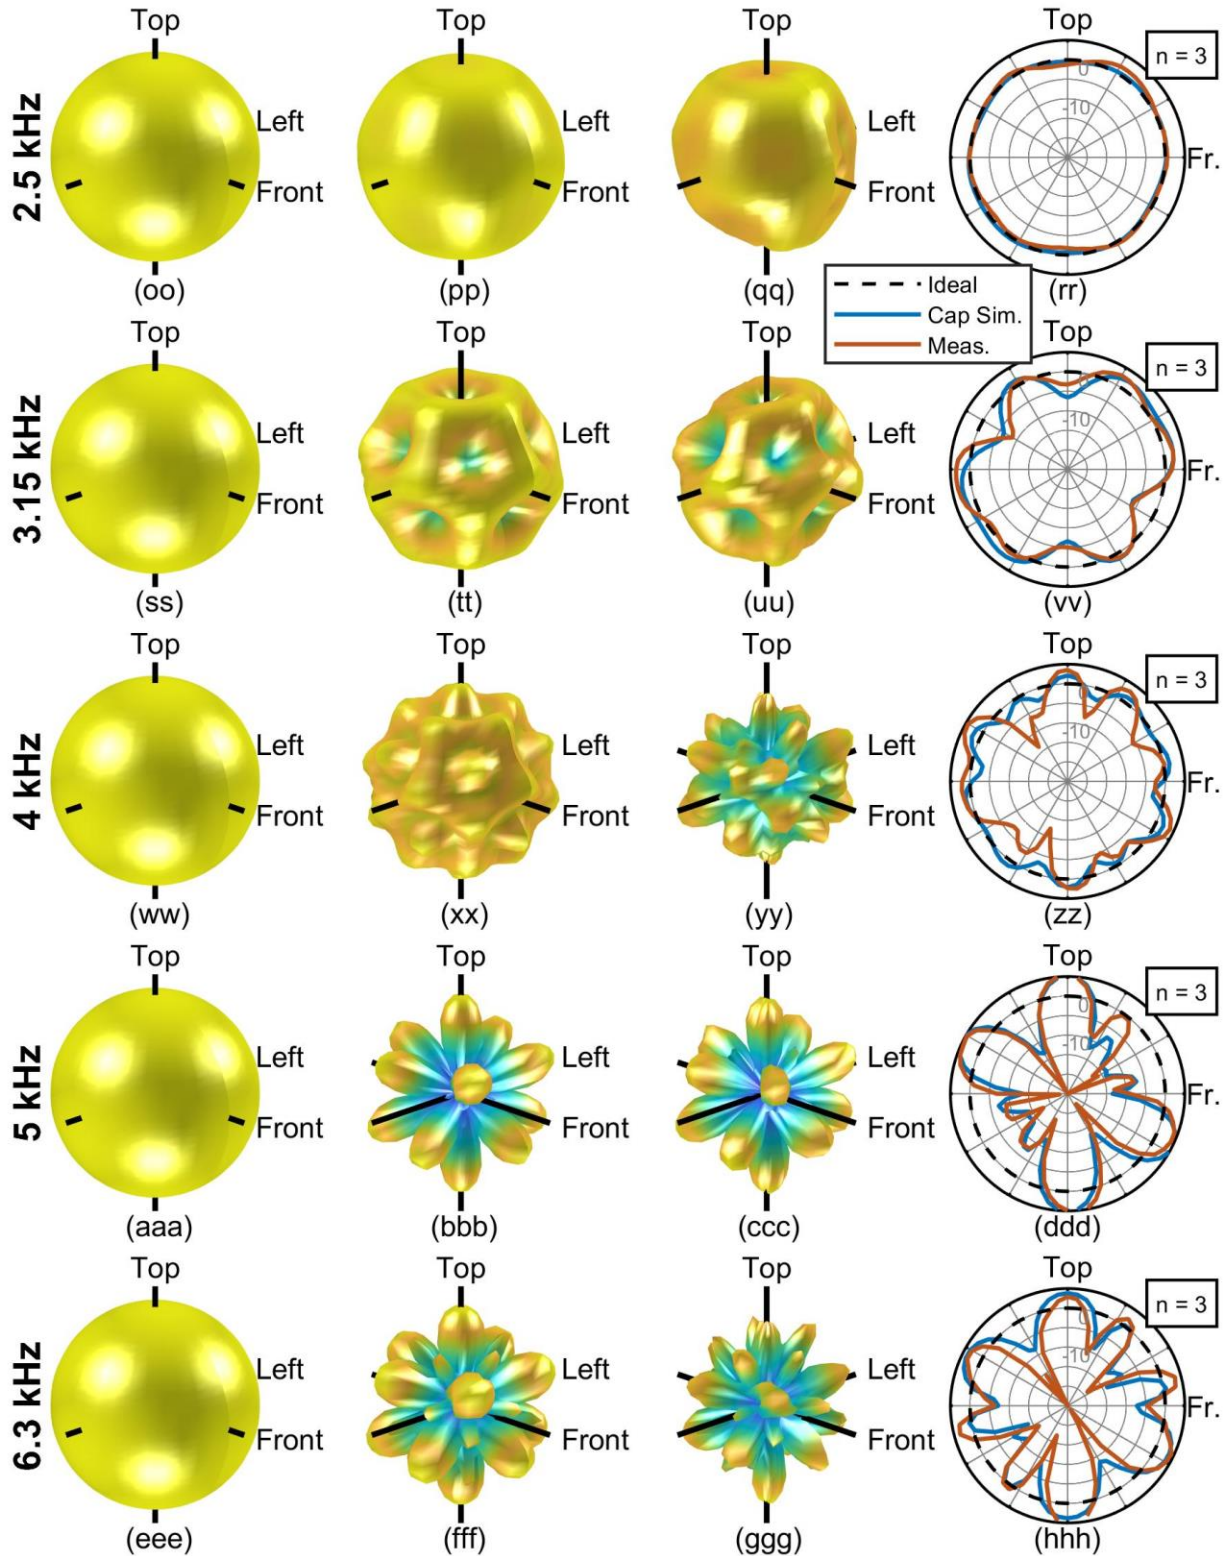 Top Top Top Top
2.5 kHz
n = 3
0
-10
Left Left Left
Front Front Front Fr.
(oo) (pp) (qq) (rr)
Ideal
Cap Sim.
Meas.
Top Top Top Top
3.15 kHz
n = 3
0
-10
Left Left Left
Front Front Front Fr.
(ss) (tt) (uu) (vv)
Top Top Top Top
4 kHz
n = 3
0
-10
Left Left Left
Front Front Front Fr.
(ww) (xx) (yy) (zz)
Top Top Top Top
5 kHz
n = 3
0
-10
Left Left Left
Front Front Front Fr.
(aaa) (bbb) (ccc) (ddd)
Top Top Top Top
6.3 kHz
n = 3
0
-10
Left Left Left
Front Front Front Fr.
(eee) (fff) (ggg) (hhh)